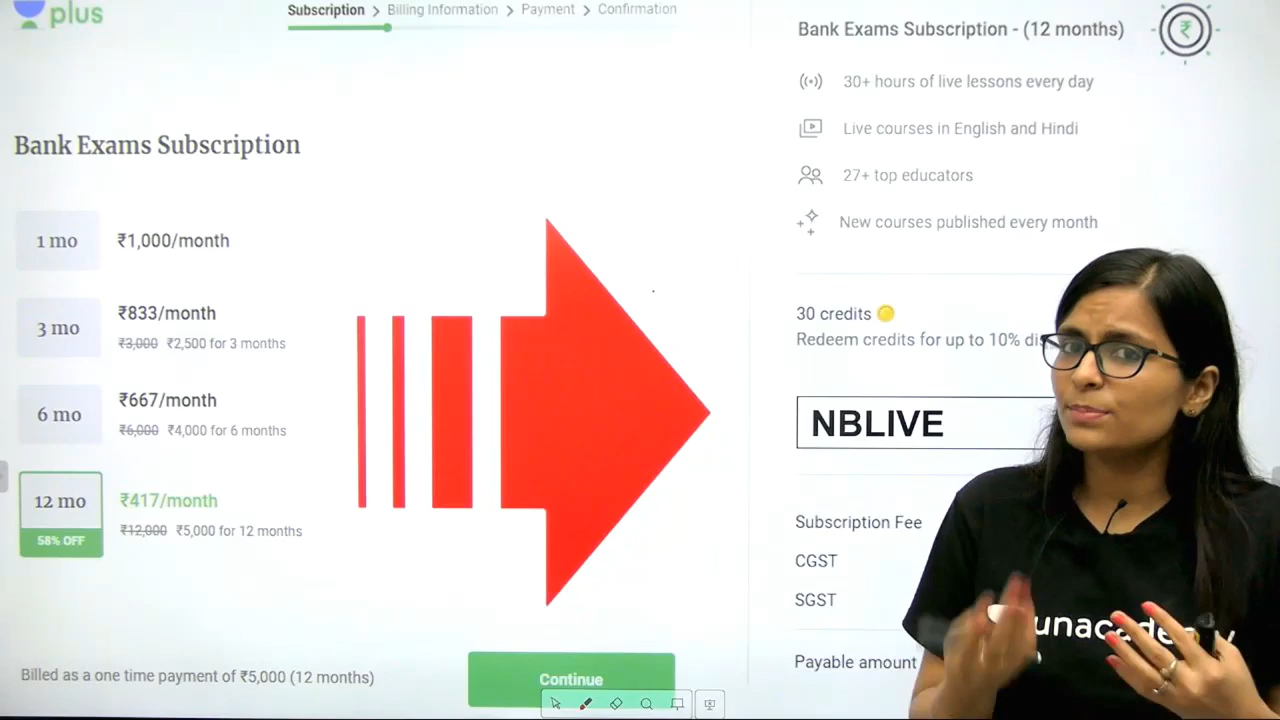 plus
Subscription > Billing Information > Payment > Confirmation
Bank Exams Subscription
1 mo ₹1,000/month
3 mo ₹833/month
₹3,000 ₹2,500 for 3 months
6 mo ₹667/month
₹6,000 ₹4,000 for 6 months
12 mo ₹417/month
58% OFF ₹12,000 ₹5,000 for 12 months
Billed as a one time payment of ₹5,000 (12 months)
Continue
Bank Exams Subscription - (12 months)
₹
30+ hours of live lessons every day
Live courses in English and Hindi
27+ top educators
New courses published every month
30 credits
Redeem credits for up to 10%
NBLIVE
Subscription Fee
CGST
SGST
Payable amount
unacademy